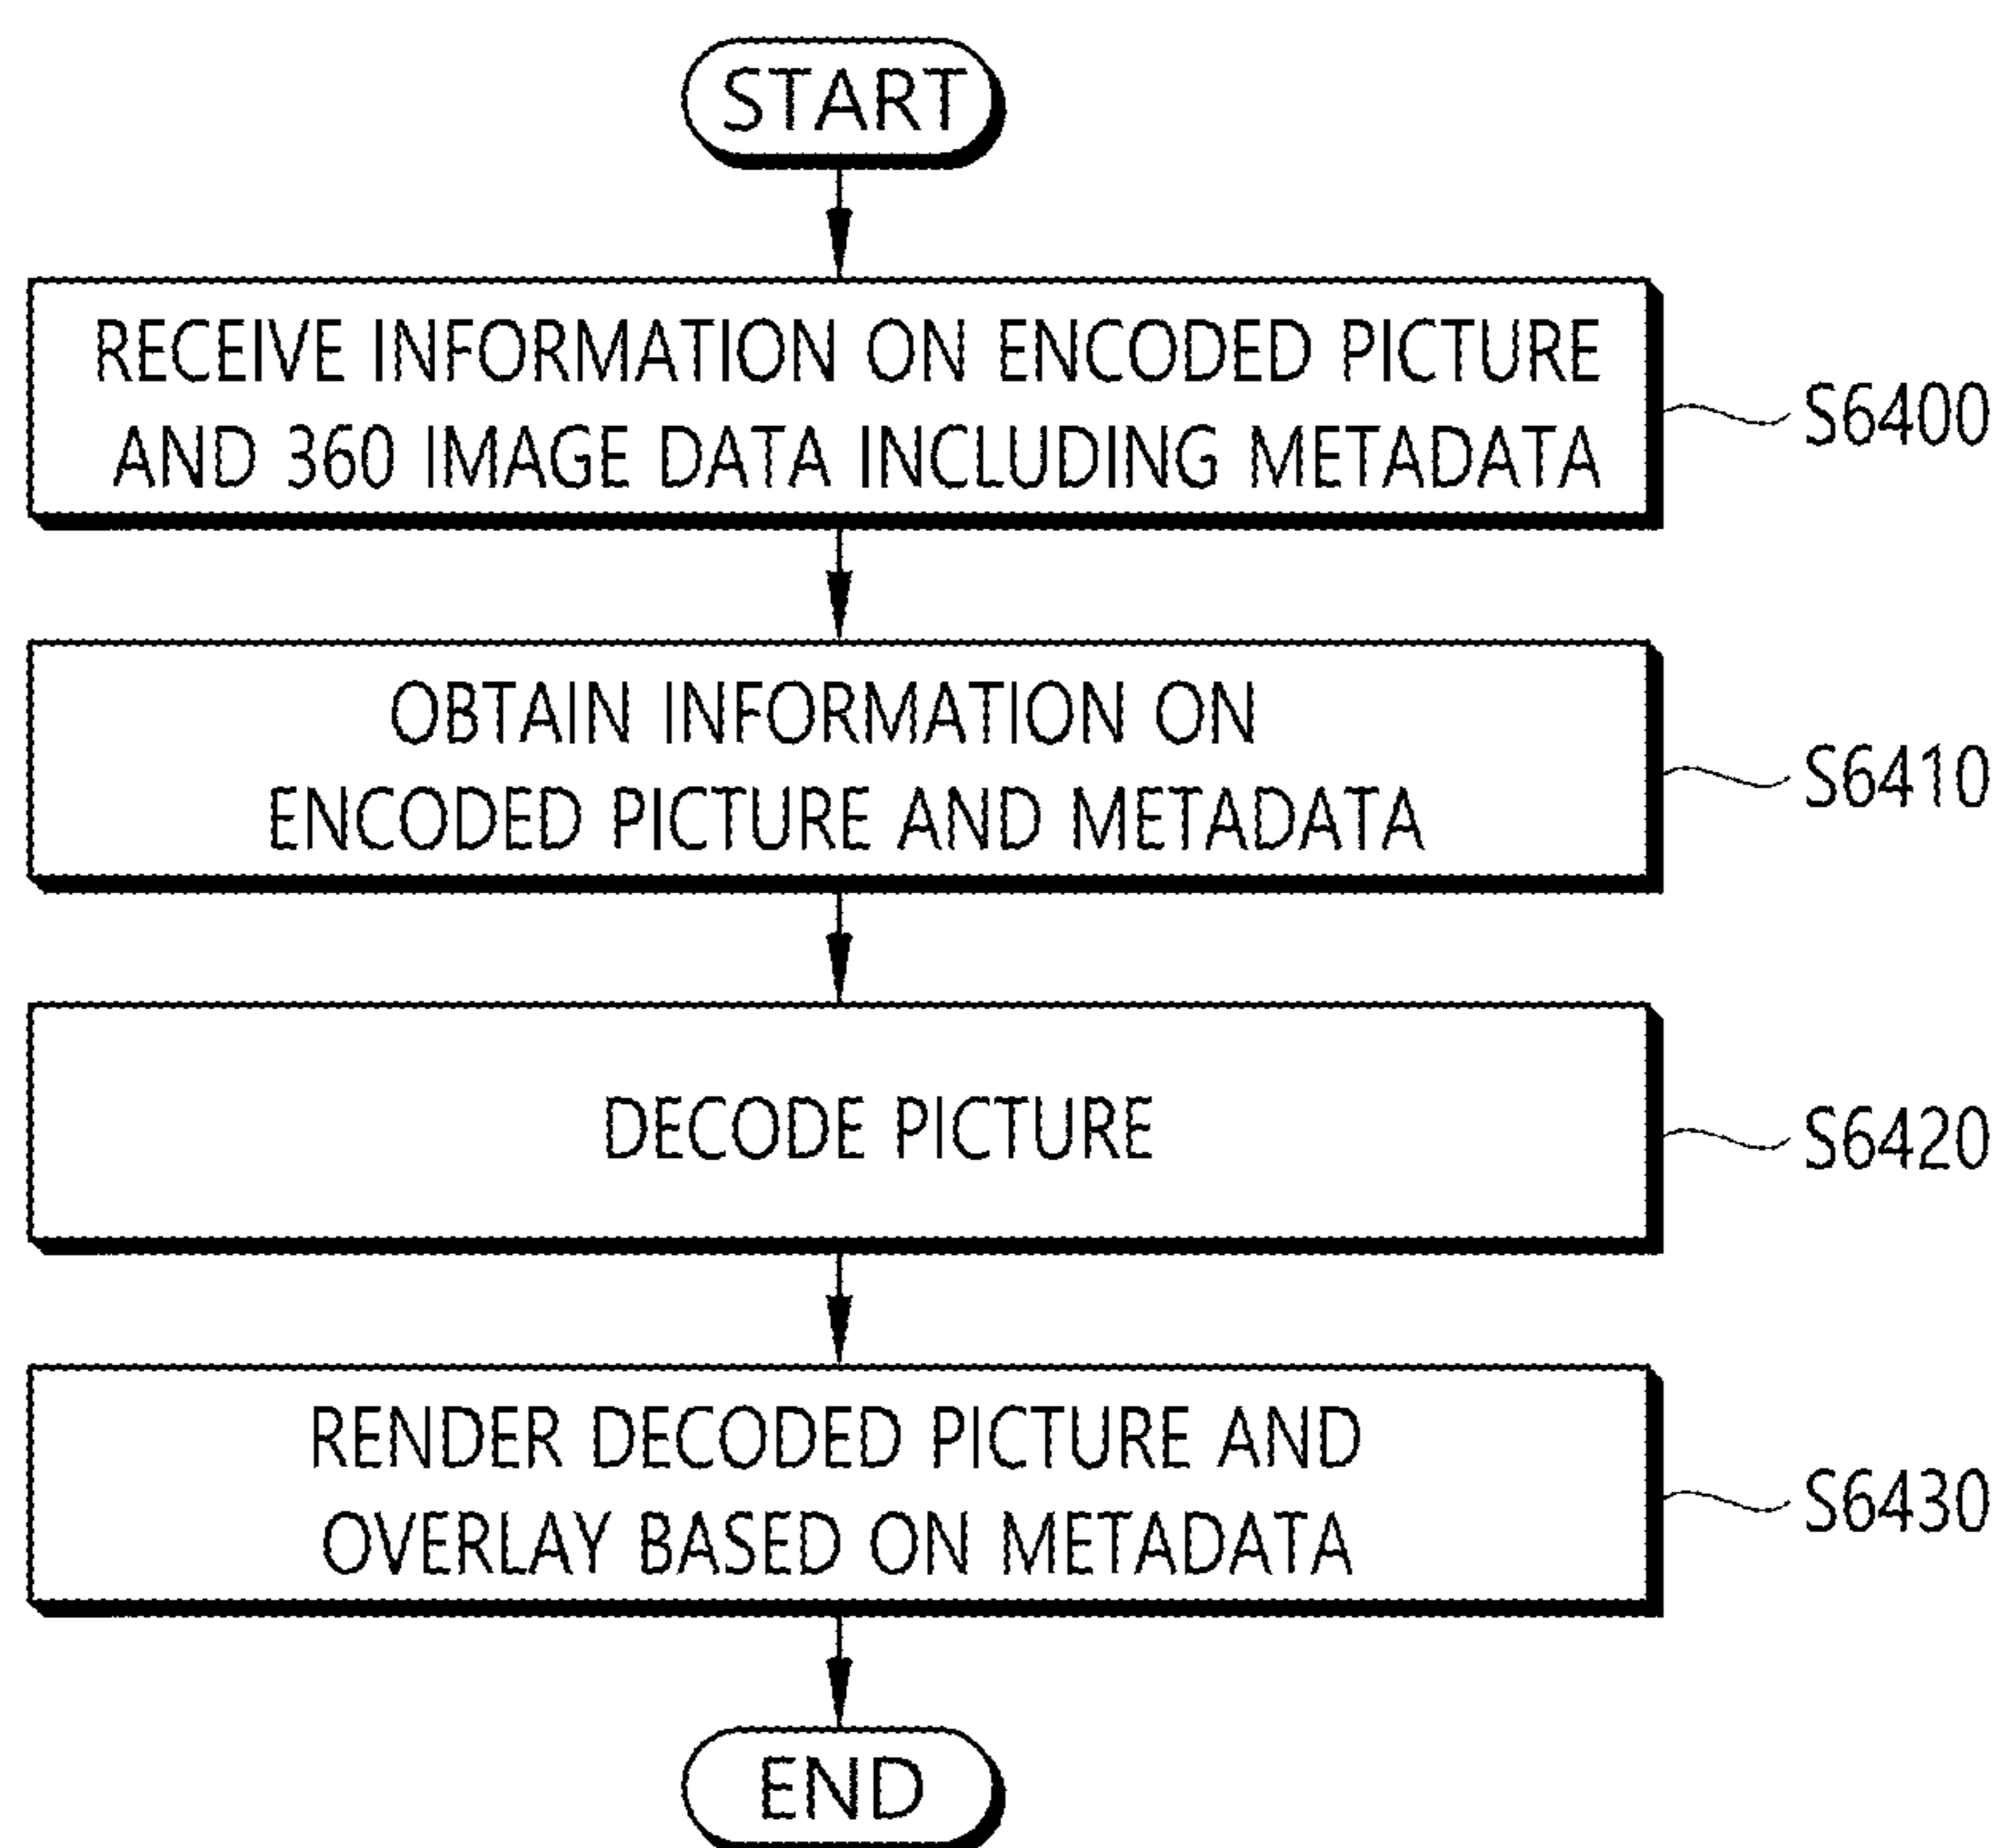 START
RECEIVE INFORMATION ON ENCODED PICTURE
AND 360 IMAGE DATA INCLUDING METADATA
S6400
OBTAIN INFORMATION ON
ENCODED PICTURE AND METADATA
S6410
DECODE PICTURE
S6420
RENDER DECODED PICTURE AND
OVERLAY BASED ON METADATA
S6430
END